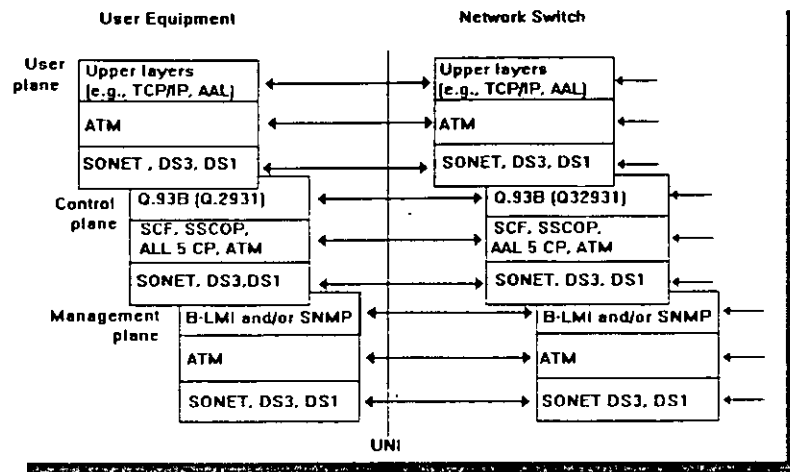 User Equipment
Network Switch
User plane
Upper layers
(e.g., TCP/IP, AAL)
ATM
SONET , DS3, DS1
Upper layers
(e.g., TCP/IP, AAL)
ATM
SONET, DS3, DS1
Control plane
Q.93B (Q.2931)
SCF, SSCOP,
ALL 5 CP, ATM
SONET, DS3,DS1
Q.93B (Q32931)
SCF, SSCOP,
AAL 5 CP, ATM
SONET, DS3, DS1
Management plane
B-LMI and/or SNMP
ATM
SONET, DS3, DS1
B-LMI and/or SNMP
ATM
SONET DS3, DS1
UNI